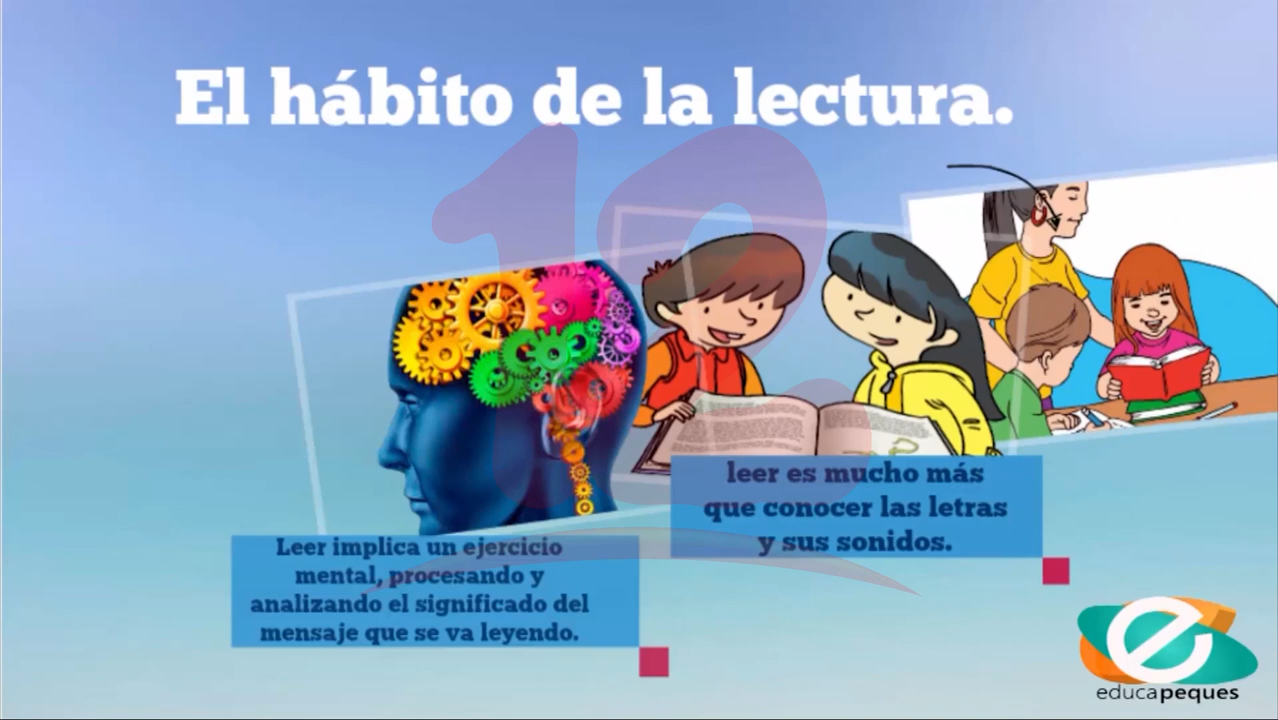 El hábito de la lectura.
leer es mucho más
que conocer las letras
y sus sonidos.
Leer implica un ejercicio
mental, procesando y
analizando el significado del
mensaje que se va leyendo.
12
e
educapeques